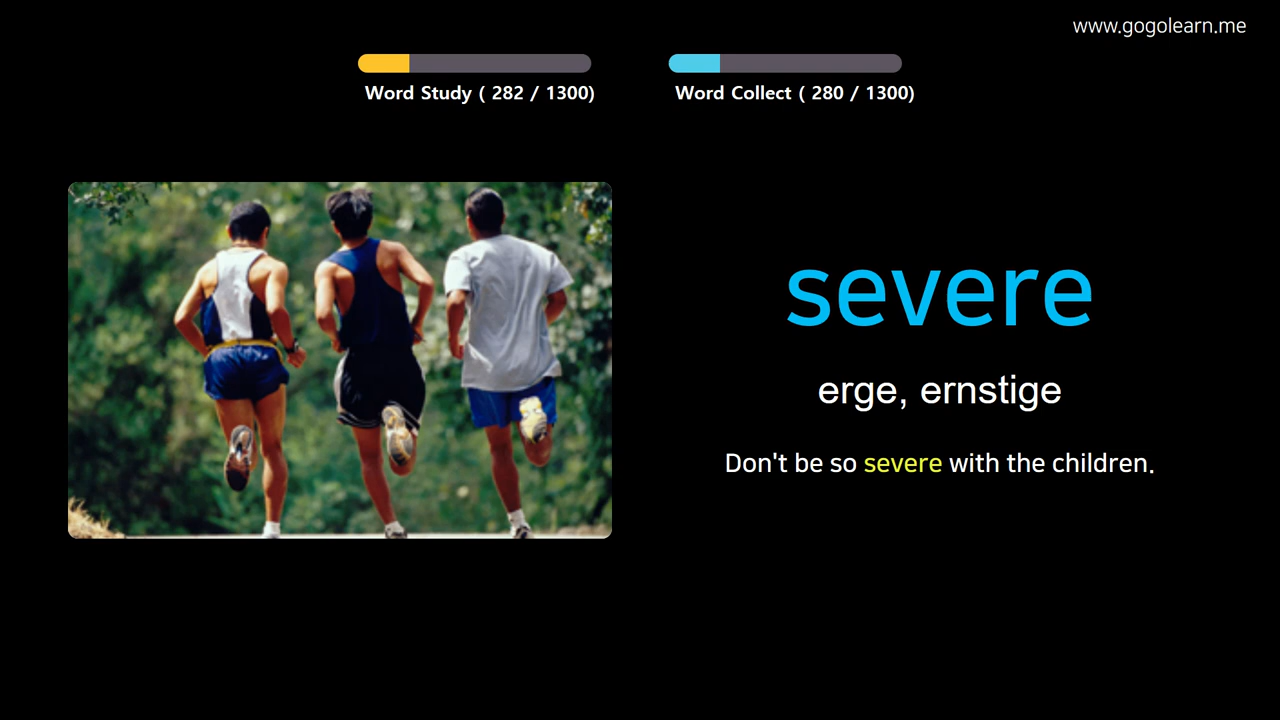 www.gogolearn.me
Word Study ( 282 / 1300)
Word Collect ( 280 / 1300)
severe
erge, ernstige
Don't be so severe with the children.